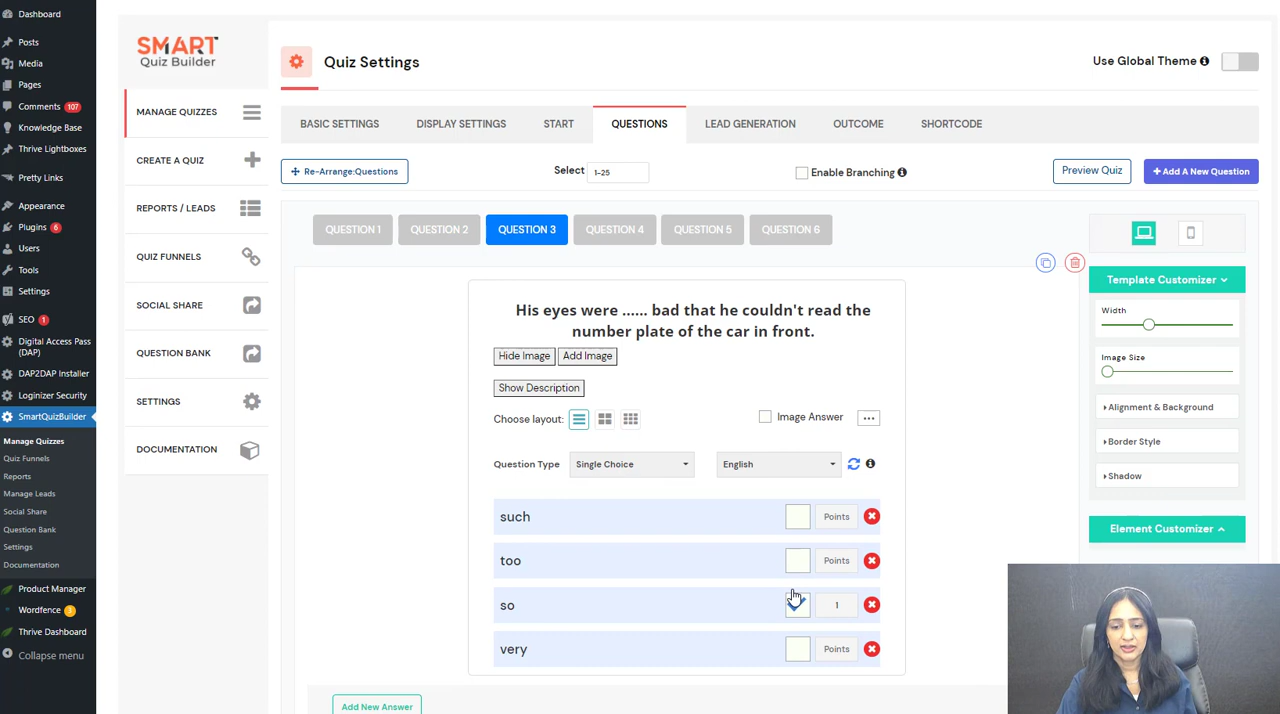 Dashboard
Posts
Media
Pages
Comments 107
Knowledge Base
Thrive Lightboxes
Pretty Links
Appearance
Plugins 6
Users
Tools
Settings
SEO 1
Digital Access Pass
(DAP)
DAP2DAP Installer
Loginizer Security
SmartQuizBuilder
Manage Quizzes
Quiz Funnels
Reports
Manage Leads
Social Share
Question Bank
Settings
Documentation
Product Manager
Wordfence 3
Thrive Dashboard
Collapse menu
SMART
Quiz Builder
MANAGE QUIZZES
CREATE A QUIZ
REPORTS / LEADS
QUIZ FUNNELS
SOCIAL SHARE
QUESTION BANK
SETTINGS
DOCUMENTATION
Quiz Settings
Use Global Theme
BASIC SETTINGS DISPLAY SETTINGS START QUESTIONS LEAD GENERATION OUTCOME SHORTCODE
Re-Arrange:Questions Select 1-25 Enable Branching Preview Quiz + Add A New Question
QUESTION 1 QUESTION 2 QUESTION 3 QUESTION 4 QUESTION 5 QUESTION 6
His eyes were ...... bad that he couldn't read the
number plate of the car in front.
Hide Image Add Image
Show Description
Choose layout: Image Answer ...
Question Type Single Choice English
such Points
too Points
so 1
very Points
Add New Answer
Template Customizer
Width
Image Size
Alignment & Background
Border Style
Shadow
Element Customizer